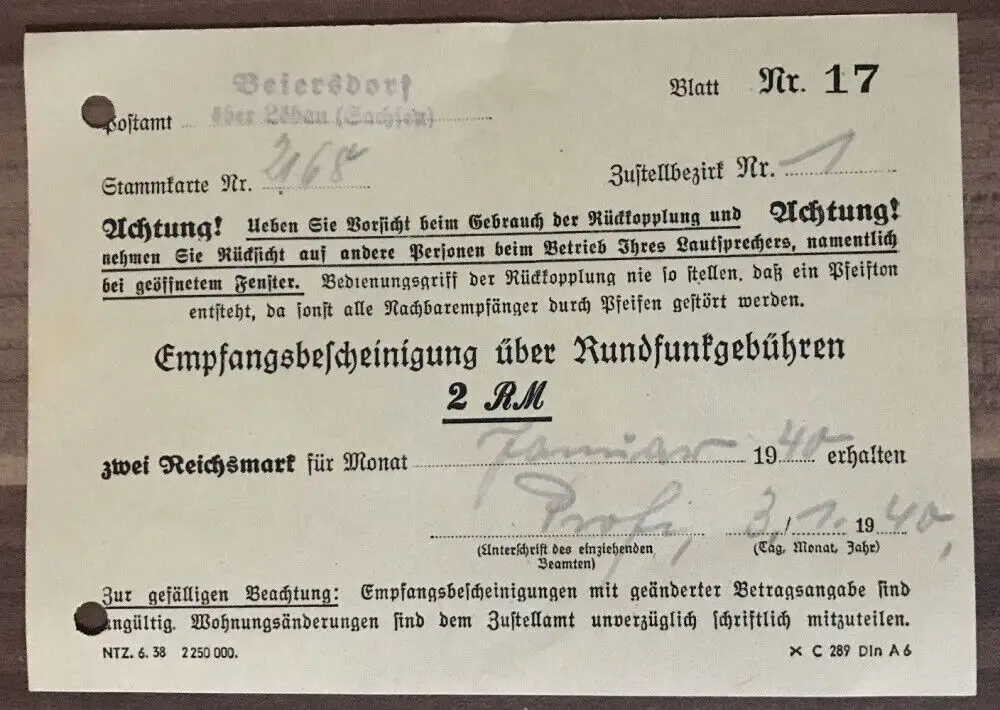 Blatt Nr. 17
Beiersdorf
über Löbau (Sachsen)
Postamt
Stammkarte Nr. 2168
Zustellbezirk Nr. 1
Achtung! Ueben Sie Vorsicht beim Gebrauch der Rückkopplung und Achtung!
nehmen Sie Rücksicht auf andere Personen beim Betrieb Ihres Lautsprechers, namentlich
bei geöffnetem Fenster. Bedienungsgriff der Rückkopplung nie so stellen, daß ein Pfeifton
entsteht, da sonst alle Nachbarempfänger durch Pfeifen gestört werden.
Empfangsbescheinigung über Rundfunkgebühren
2 RM
zwei Reichsmark für Monat Januar 1940 erhalten
3./1. 1940,
(Unterschrift des einziehenden
Beamten)
(Tag, Monat, Jahr)
Zur gefälligen Beachtung: Empfangsbescheinigungen mit geänderter Betragsangabe sind
ungültig. Wohnungsänderungen sind dem Zustellamt unverzüglich schriftlich mitzuteilen.
NTZ. 6. 38 2 250 000.
× C 289 Din A 6